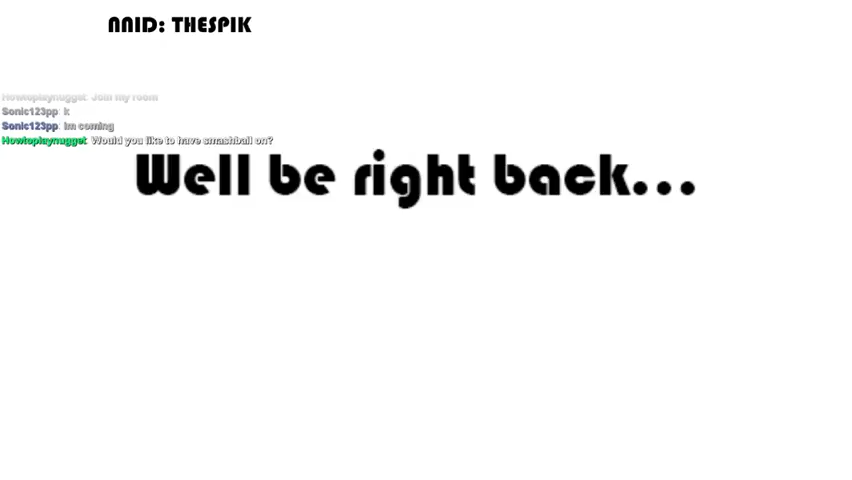 NNID: THESPIK
Howtoplaynugget: Join my room
Sonic123pp: k
Sonic123pp: im coming
Howtoplaynugget: Would you like to have smashball on?
Well be right back...